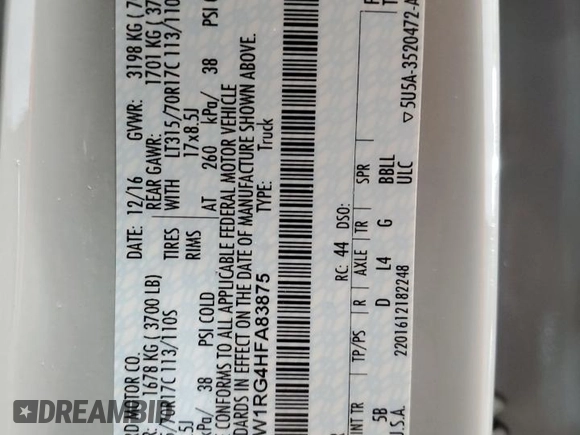 RD MOTOR CO.
DATE: 12/16 GVWR: 3198 KG ( 7
R: 1678 KG ( 3700 LB) REAR GAWR: 1701 KG ( 37
/70R17C 113/110S TIRES WITH LT315/70R17C 113/110
5J RIMS 17x8.5J
kPa/ 38 PSI COLD AT 260 kPa/ 38 PSI C
E CONFORMS TO ALL APPLICABLE FEDERAL MOTOR VEHICLE
DARDS IN EFFECT ON THE DATE OF MANUFACTURE SHOWN ABOVE.
W1RG4HFA83875 TYPE: Truck
RC: 44 DSO:
INT TR TP/PS R AXLE TR SPR
5B D L4 G BBLL
U.S.A. 2201612182248 ULC
▽5U5A-3520472-A
DREAMBID